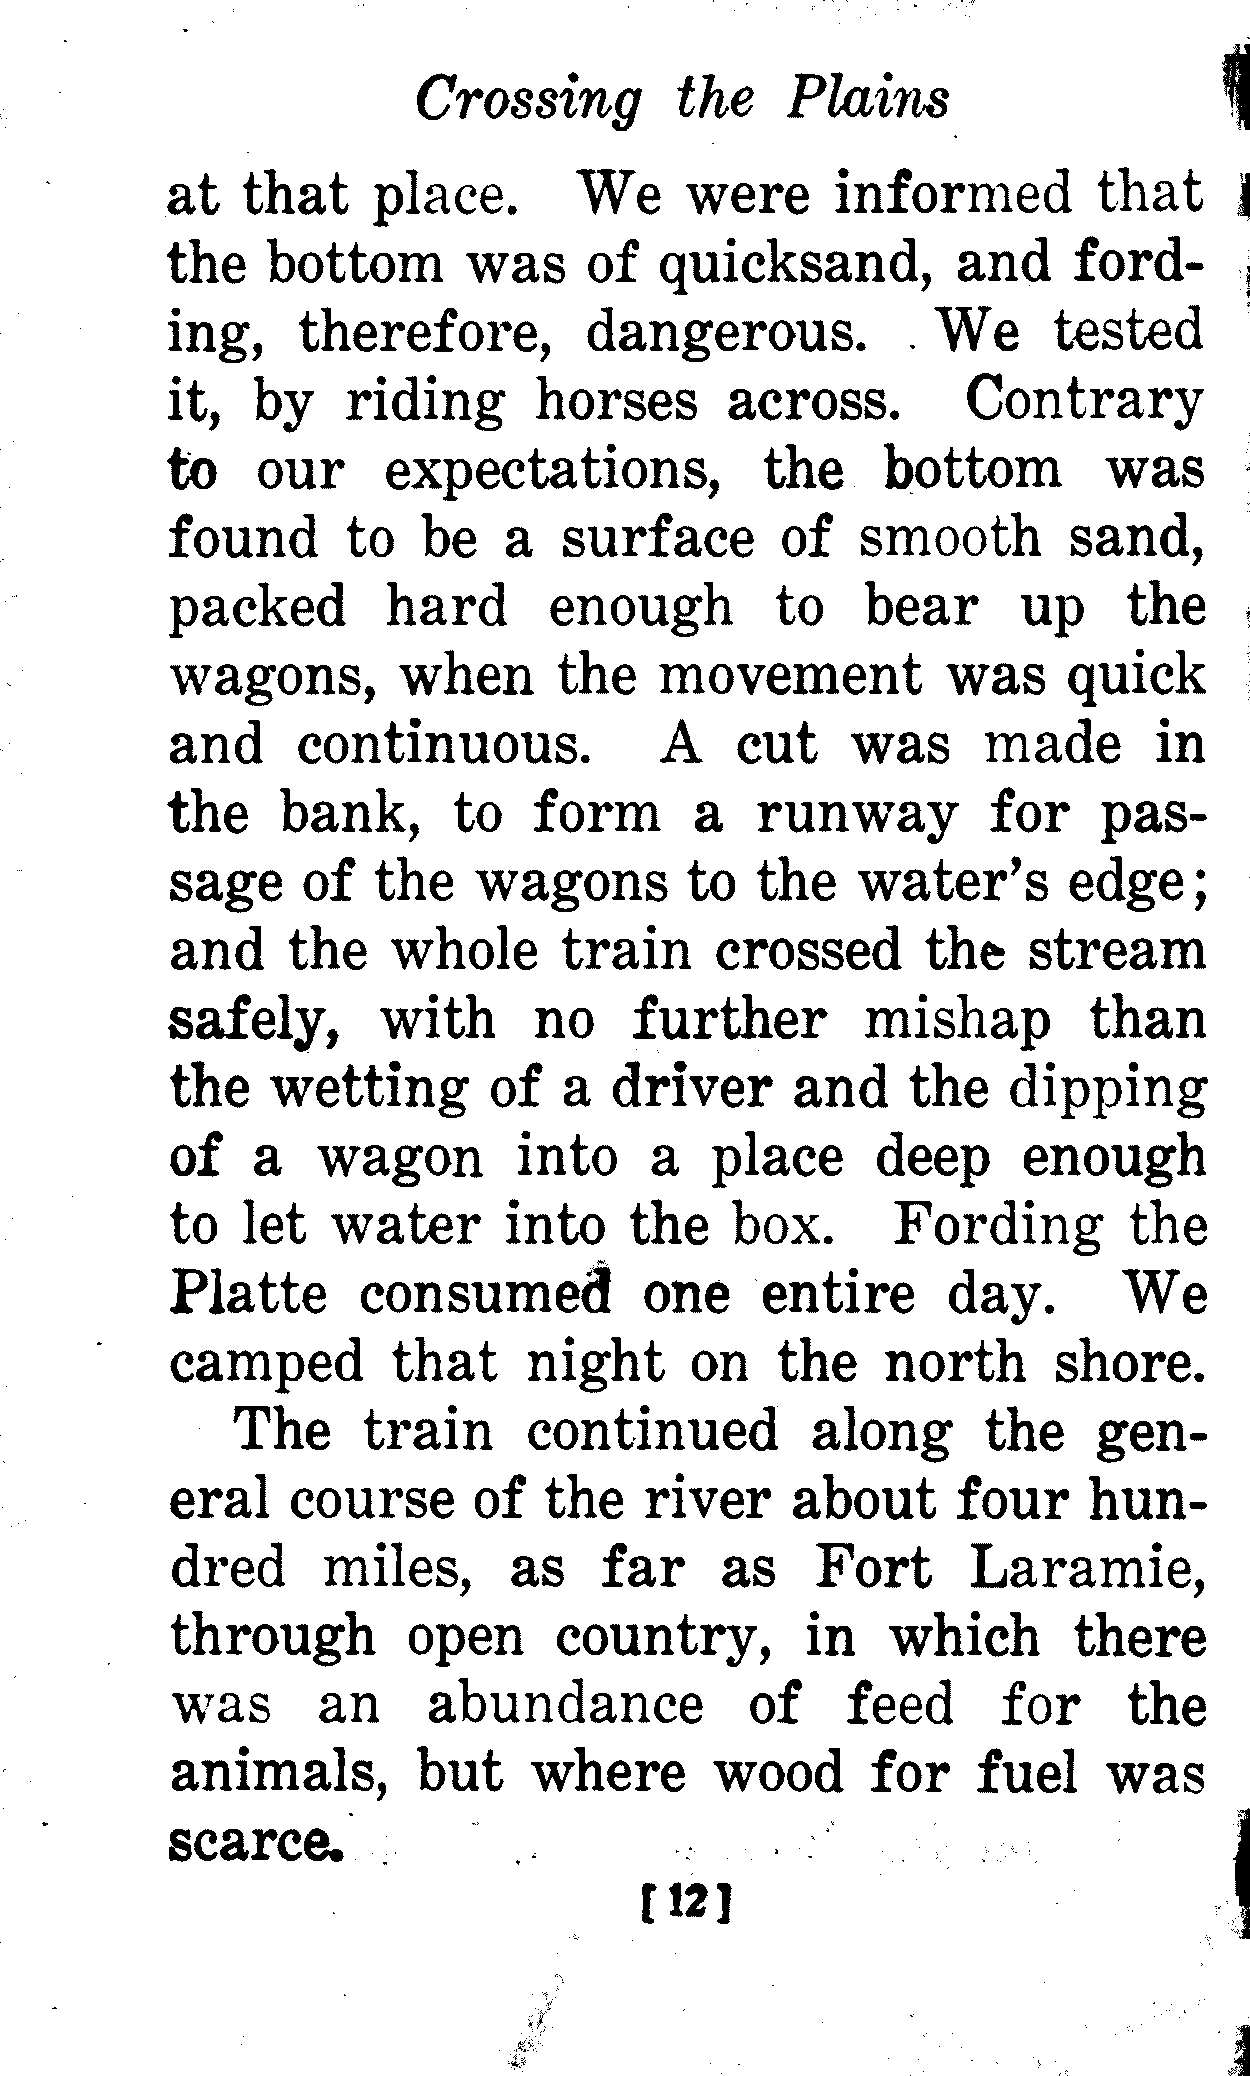 Crossing the Plains
at that place. We were informed that
the bottom was of quicksand, and ford-
ing, therefore, dangerous. We tested
it, by riding horses across. Contrary
to our expectations, the bottom was
found to be a surface of smooth sand,
packed hard enough to bear up the
wagons, when the movement was quick
and continuous. A cut was made in
the bank, to form a runway for pas-
sage of the wagons to the water's edge;
and the whole train crossed the stream
safely, with no further mishap than
the wetting of a driver and the dipping
of a wagon into a place deep enough
to let water into the box. Fording the
Platte consumed one entire day. We
camped that night on the north shore.
The train continued along the gen-
eral course of the river about four hun-
dred miles, as far as Fort Laramie,
through open country, in which there
was an abundance of feed for the
animals, but where wood for fuel was
scarce.
[12]